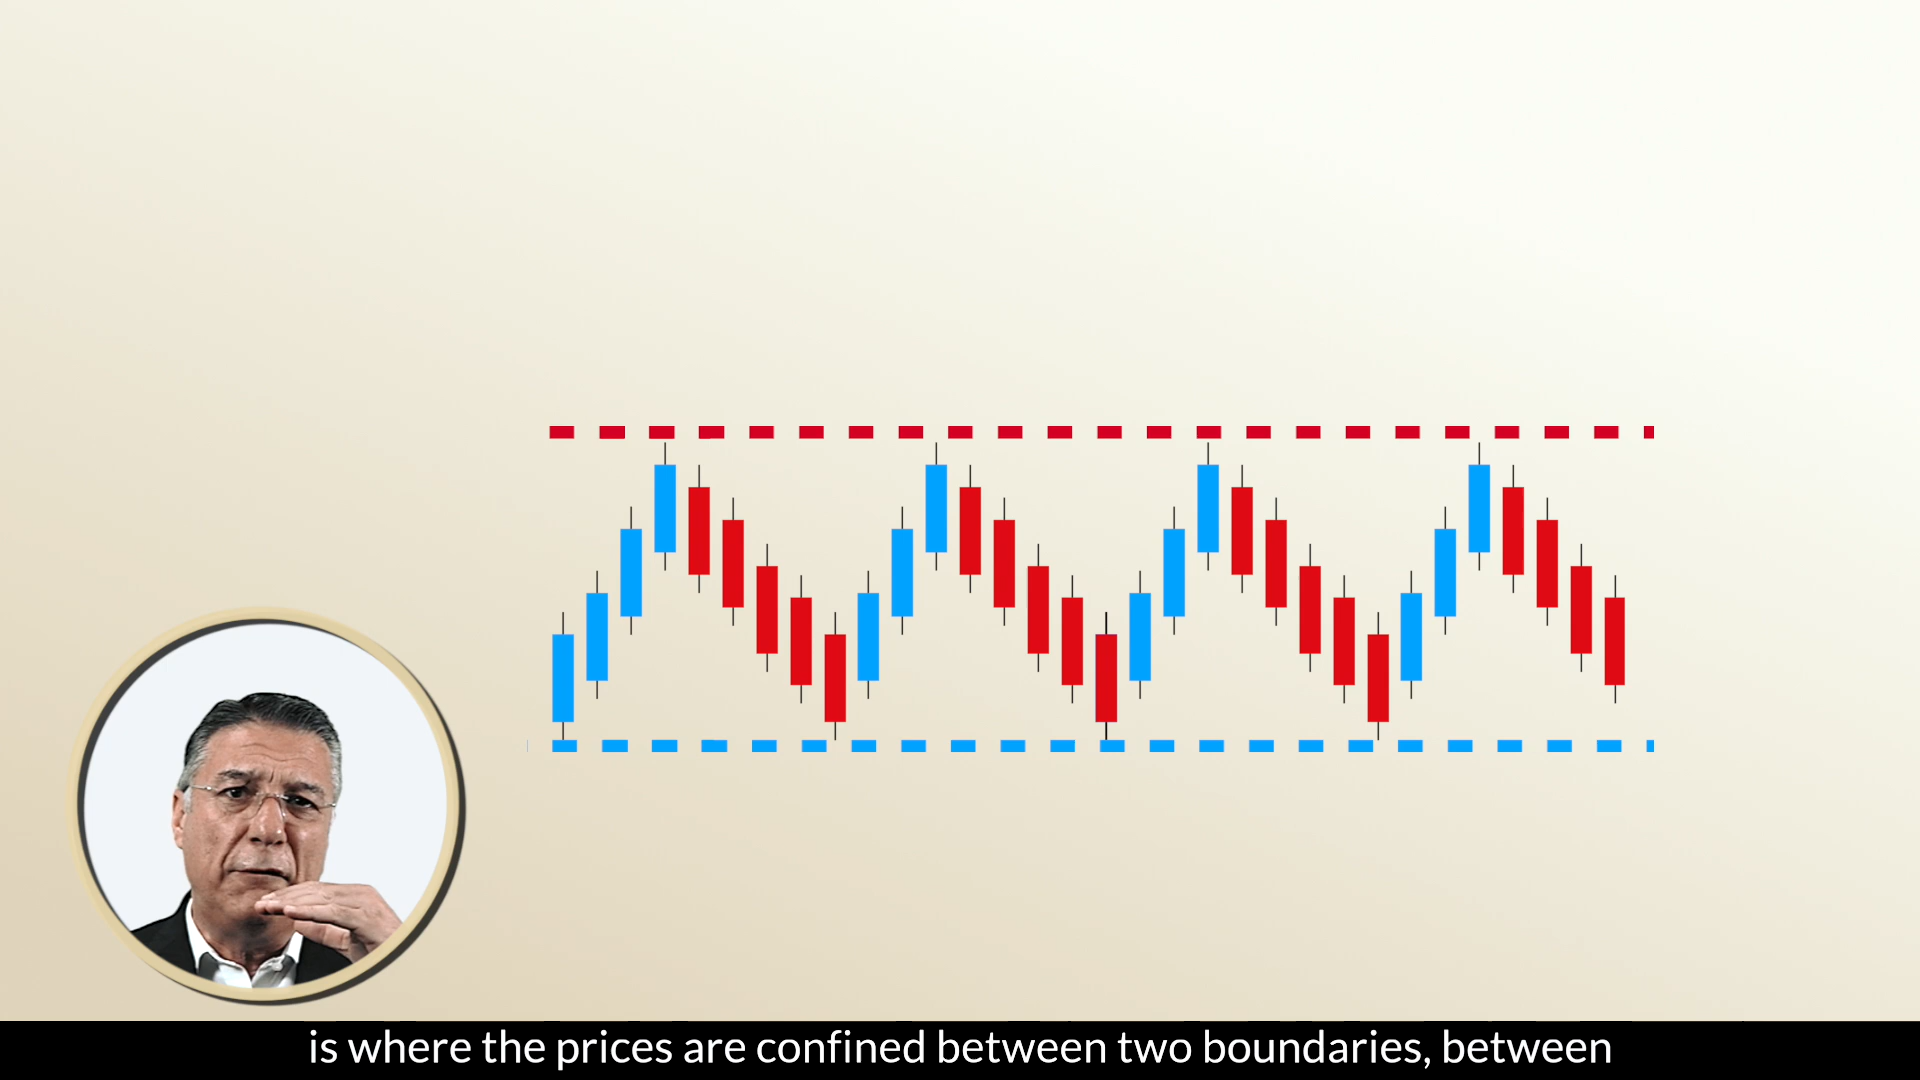 is where the prices are confined between two boundaries, between